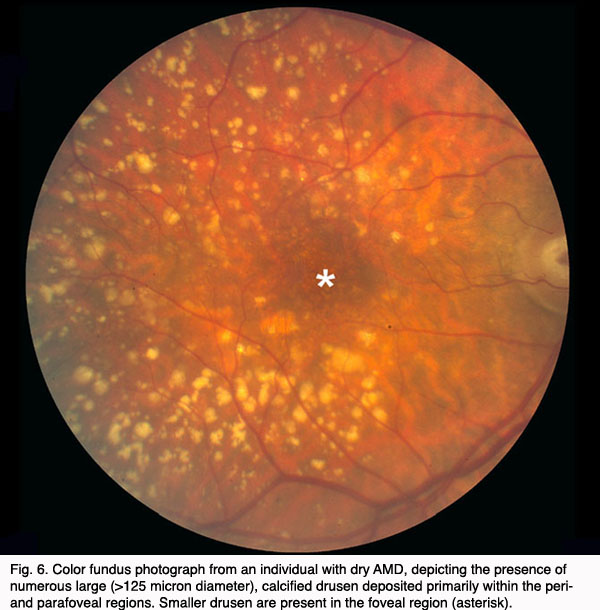 *
Fig. 6. Color fundus photograph from an individual with dry AMD, depicting the presence of
numerous large (>125 micron diameter), calcified drusen deposited primarily within the peri-
and parafoveal regions. Smaller drusen are present in the foveal region (asterisk).